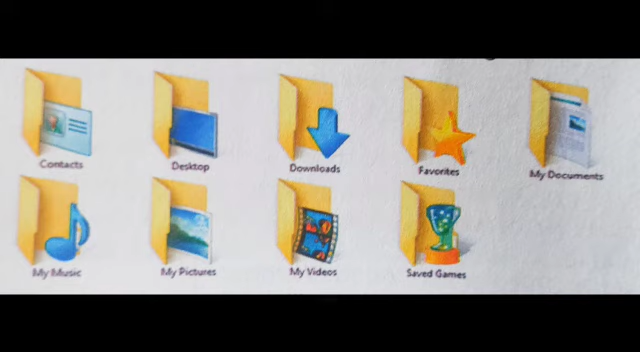 Contacts
Desktop
Downloads
Favorites
My Documents
My Music
My Pictures
My Videos
Saved Games